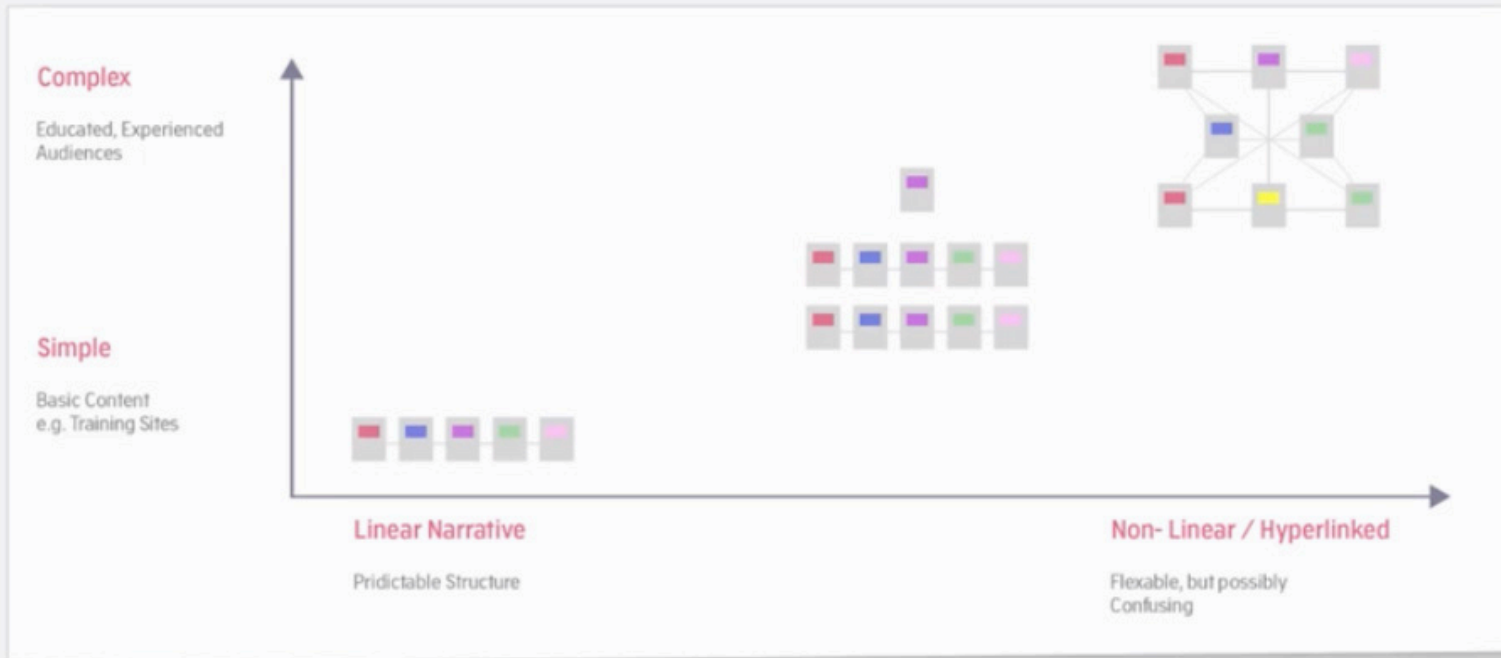 Complex
Educated, Experienced
Audiences
Simple
Basic Content
e.g. Training Sites
Linear Narrative
Pridictable Structure
Non- Linear / Hyperlinked
Flexable, but possibly
Confusing